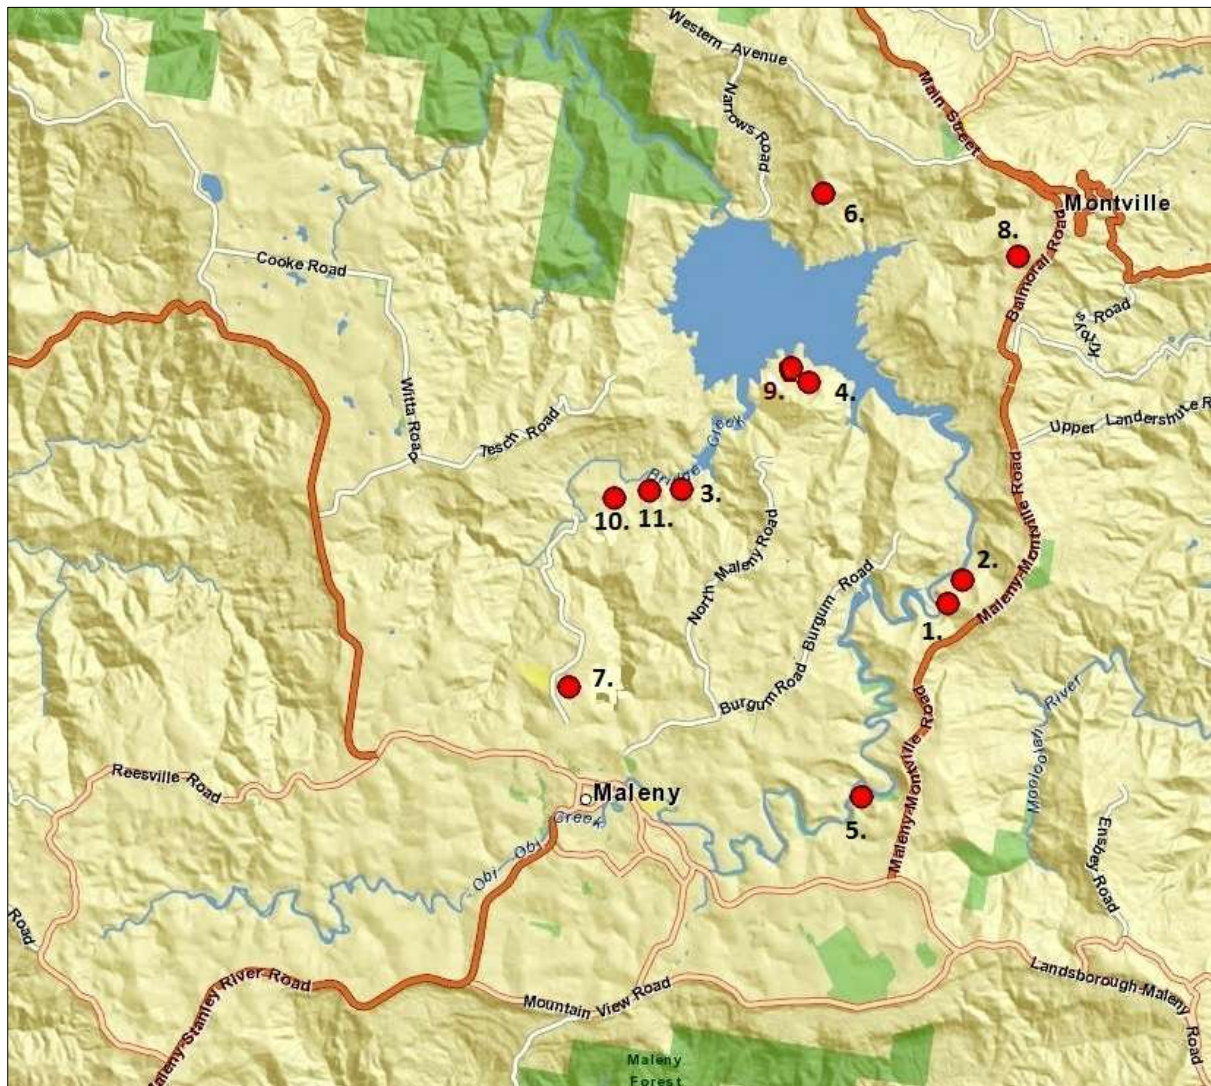 Western Avenue
Main Street
Narrows Road
6.
Montville
8.
Balmoral Road
Cooke Road
Kirbys Road
Witta Road
Tesch Road
9.
4.
Bridge Creek
Upper Landershute R
3.
10.
11.
North Maleny Road
2.
1.
Maleny-Montville Road
Burgum Road
Burgum Road
7.
Maleny-Montville Road
Mooloolah River
Reesville Road
Maleny
Obi Obi Creek
5.
Ensbey Road
Road
Maleny-Stanley River Road
Mountain View Road
Landsborough-Maleny Road
Maleny
Forest